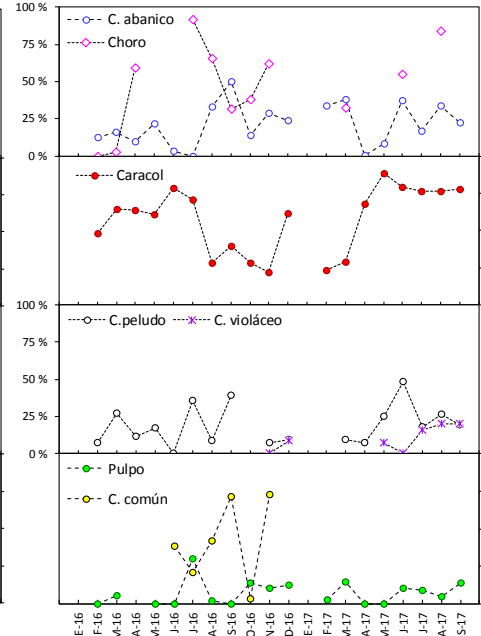 100 %
C. abanico
Choro
75 %
50 %
25 %
0 %
Caracol
100 %
C.peludo C. violáceo
75 %
50 %
25 %
0 %
Pulpo
C. común
E-16 F-16 M-16 A-16 M-16 J-16 J-16 A-16 S-16 O-16 N-16 D-16 E-17 F-17 M-17 A-17 M-17 J-17 J-17 A-17 S-17